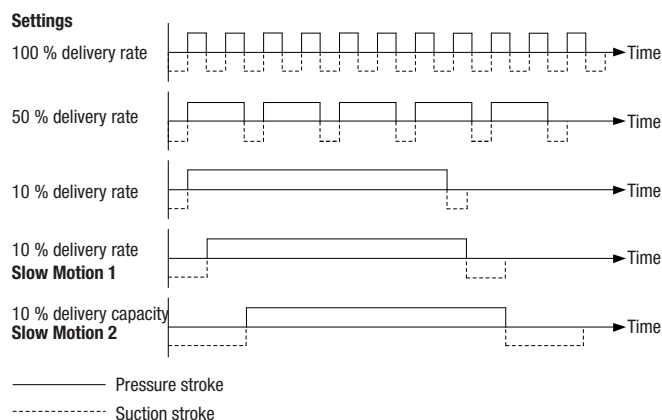 Settings
100 % delivery rate
Time
50 % delivery rate
Time
10 % delivery rate
Time
10 % delivery rate
Slow Motion 1
Time
10 % delivery capacity
Slow Motion 2
Time
Pressure stroke
Suction stroke